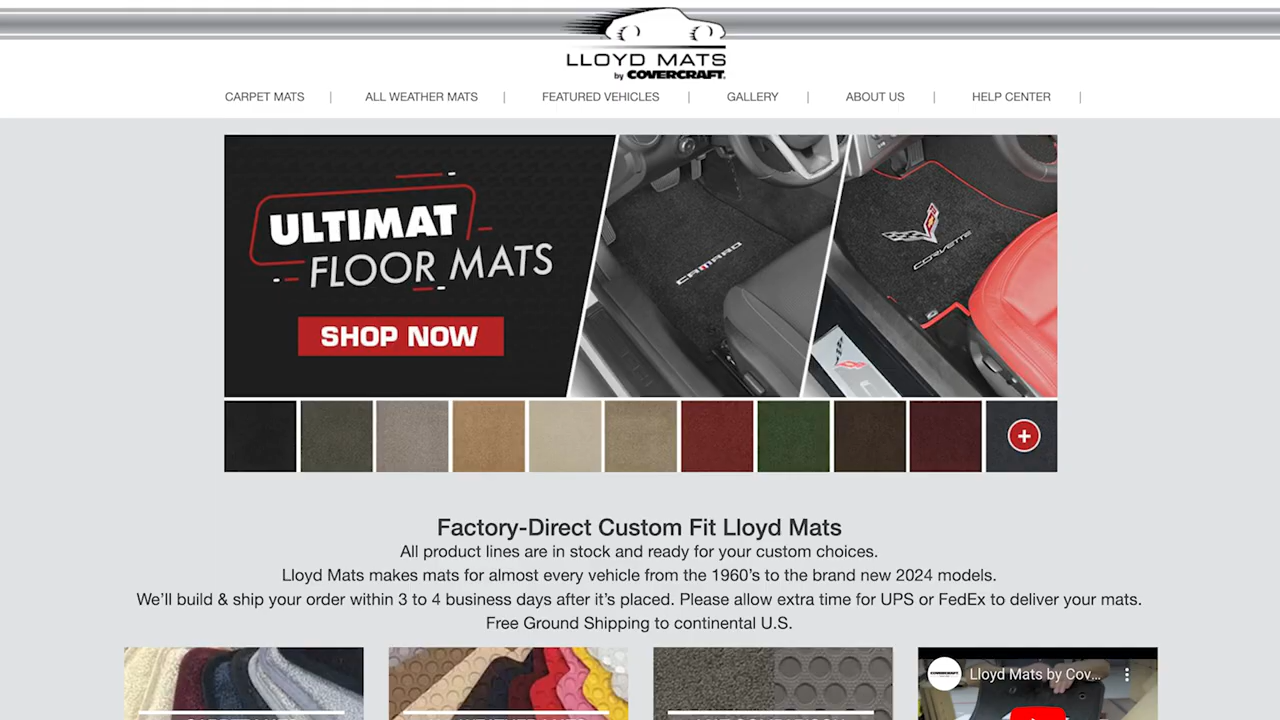 LLOYD MATS
by COVERCRAFT
CARPET MATS | ALL WEATHER MATS | FEATURED VEHICLES | GALLERY | ABOUT US | HELP CENTER |
ULTIMAT
FLOOR MATS
SHOP NOW
CAMARO
CORVETTE
Factory-Direct Custom Fit Lloyd Mats
All product lines are in stock and ready for your custom choices.
Lloyd Mats makes mats for almost every vehicle from the 1960's to the brand new 2024 models.
We'll build & ship your order within 3 to 4 business days after it's placed. Please allow extra time for UPS or FedEx to deliver your mats.
Free Ground Shipping to continental U.S.
Lloyd Mats by Cov...